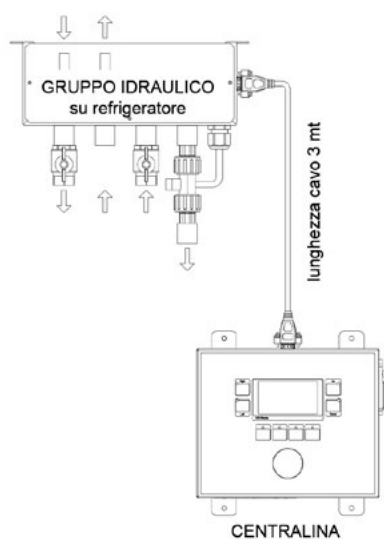 GRUPPO IDRAULICO
su refrigeratore
lunghezza cavo 3 mt
CENTRALINA